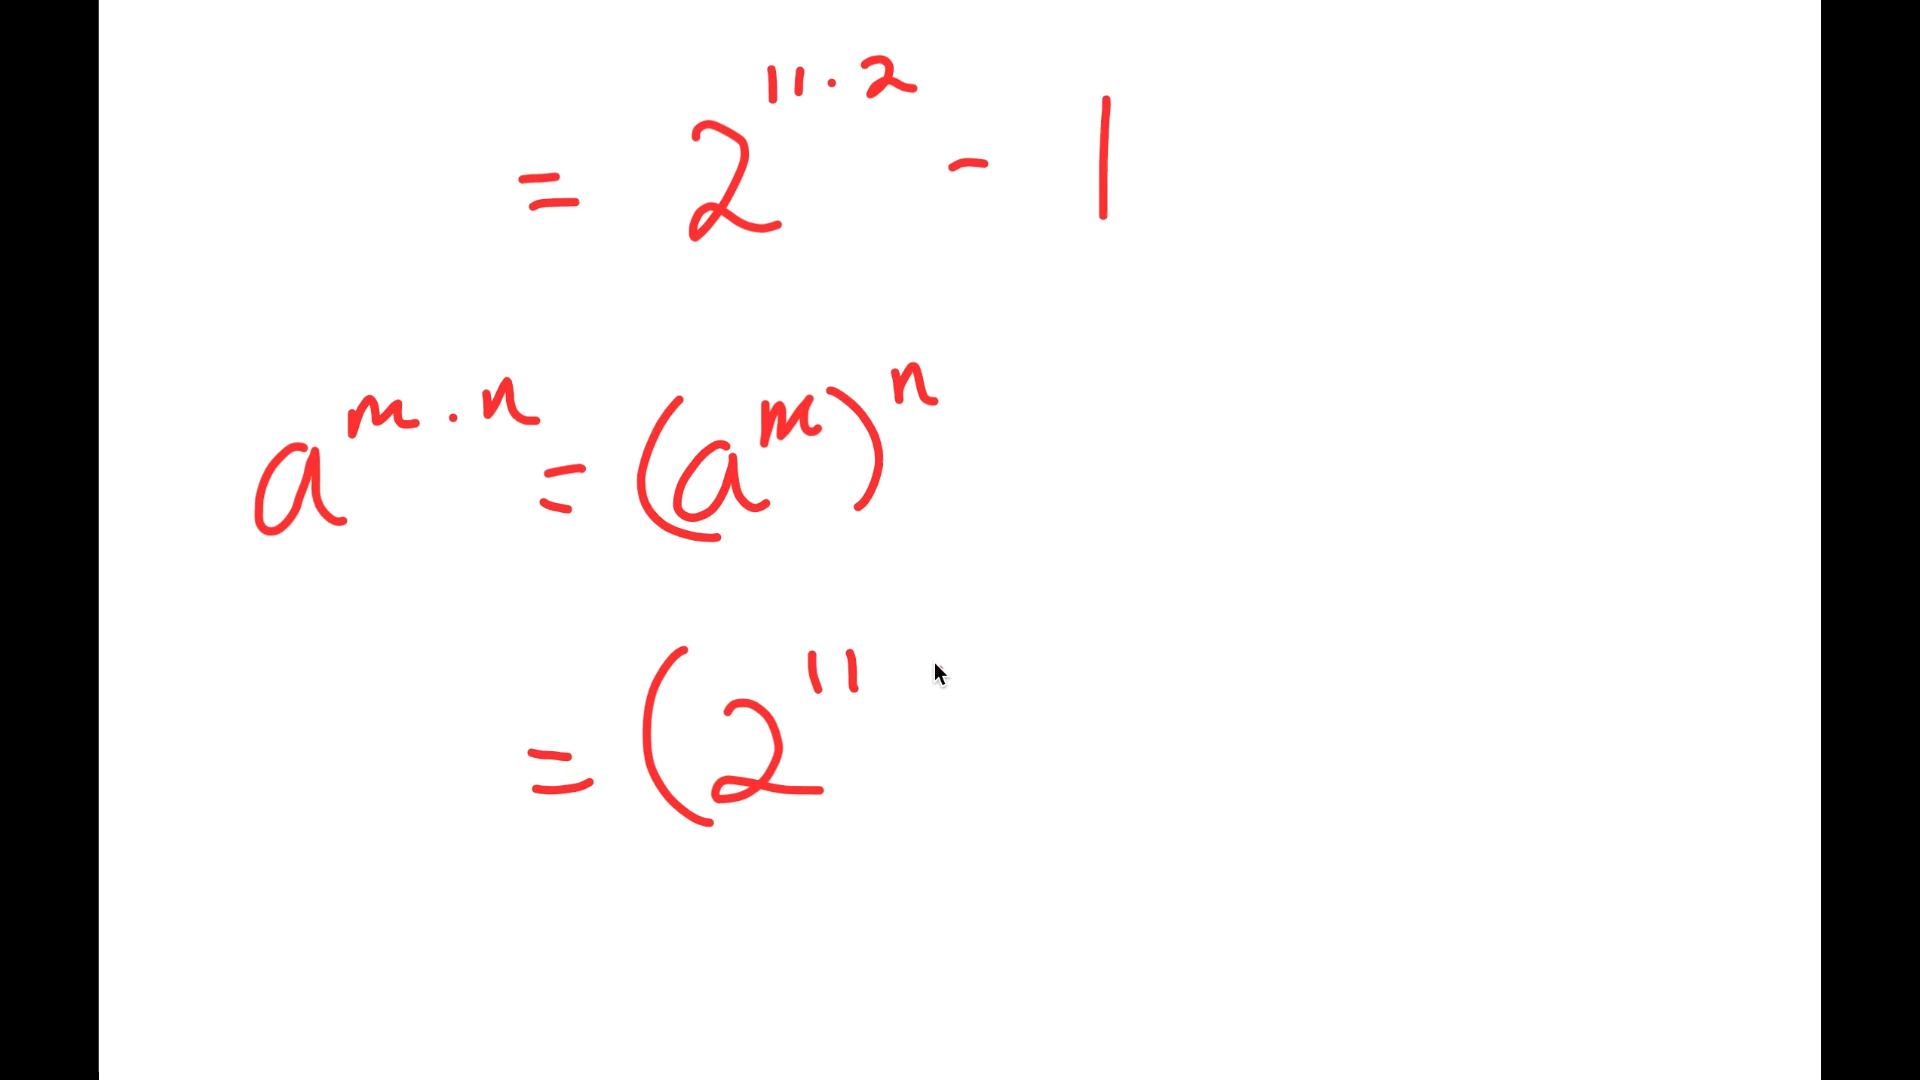 = 2^{11·2} - 1
a^{m·n} = (a^m)^n
= (2^{11}